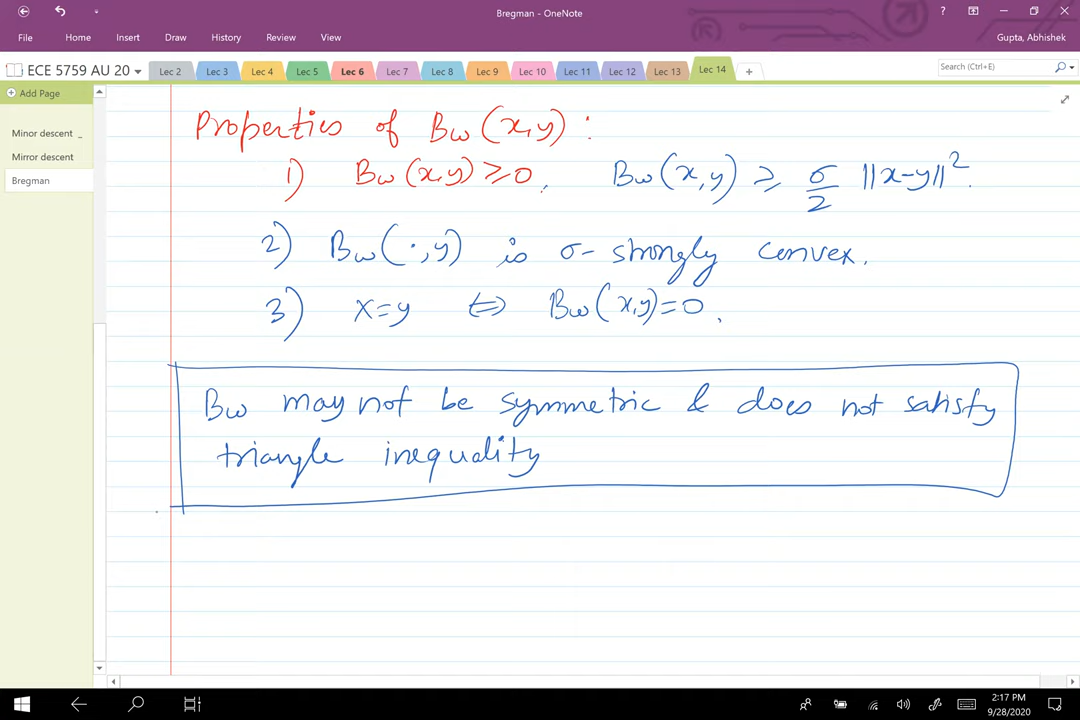 Bregman - OneNote
File Home Insert Draw History Review View Gupta, Abhishek
ECE 5759 AU 20 Lec 2 Lec 3 Lec 4 Lec 5 Lec 6 Lec 7 Lec 8 Lec 9 Lec 10 Lec 11 Lec 12 Lec 13 Lec 14 Search (Ctrl+E)
Add Page
Minor descent
Mirror descent
Bregman
Properties of Bω(x,y) :
1) Bω(x,y) ≥ 0, Bω(x,y) ≥ σ/2 ||x-y||².
2) Bω(·,y) is σ- strongly convex.
3) x=y ⇔ Bω(x,y)=0.
Bω may not be symmetric & does not satisfy
triangle inequality
2:17 PM
9/28/2020